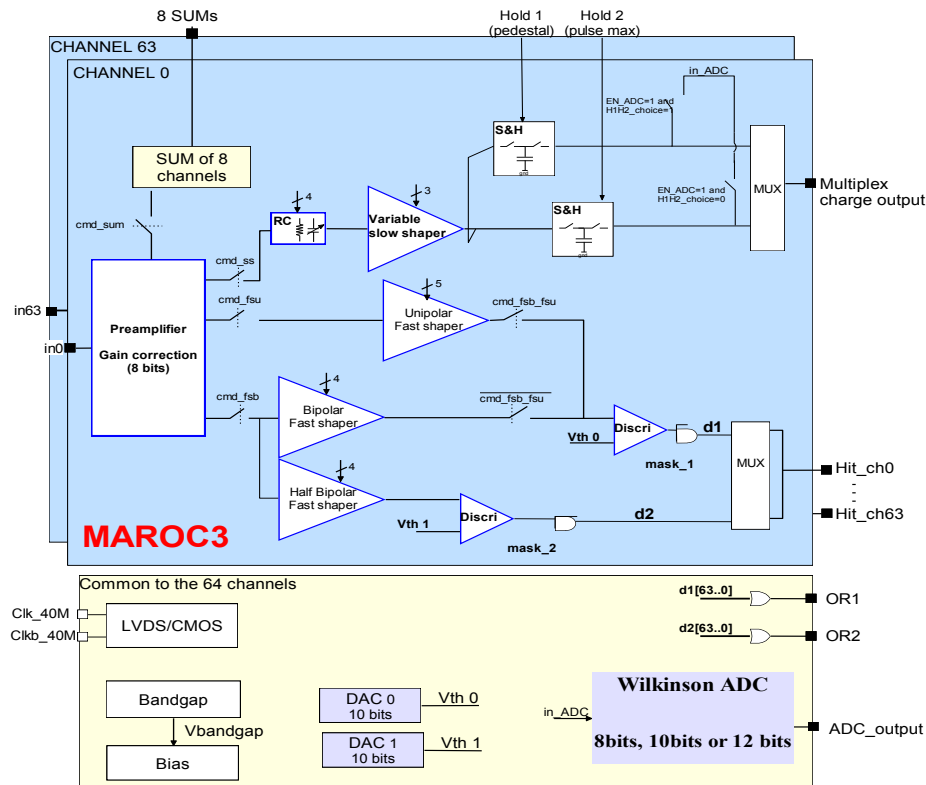 8 SUMs
Hold 1
(pedestal)
Hold 2
(pulse max)
CHANNEL 63
CHANNEL 0
in_ADC
EN_ADC=1 and
H1H2_choice=1
S&H
gnd
SUM of 8
channels
4
3
RC
Variable
slow shaper
S&H
gnd
EN_ADC=1 and
H1H2_choice=0
MUX
Multiplex
charge output
cmd_sum
cmd_ss
in63
in0
Preamplifier
Gain correction
(8 bits)
cmd_fsu
5
Unipolar
Fast shaper
cmd_fsb_fsu
cmd_fsb
4
Bipolar
Fast shaper
cmd_fsb_fsu
Vth 0
Discri
mask_1
d1
MUX
Hit_ch0
Hit_ch63
4
Half Bipolar
Fast shaper
Vth 1
Discri
mask_2
d2
MAROC3
Common to the 64 channels
Clk_40M
Clkb_40M
LVDS/CMOS
d1[63..0]
OR1
d2[63..0]
OR2
Bandgap
Vbandgap
Bias
DAC 0
10 bits
Vth 0
DAC 1
10 bits
Vth 1
in_ADC
Wilkinson ADC
8bits, 10bits or 12 bits
ADC_output